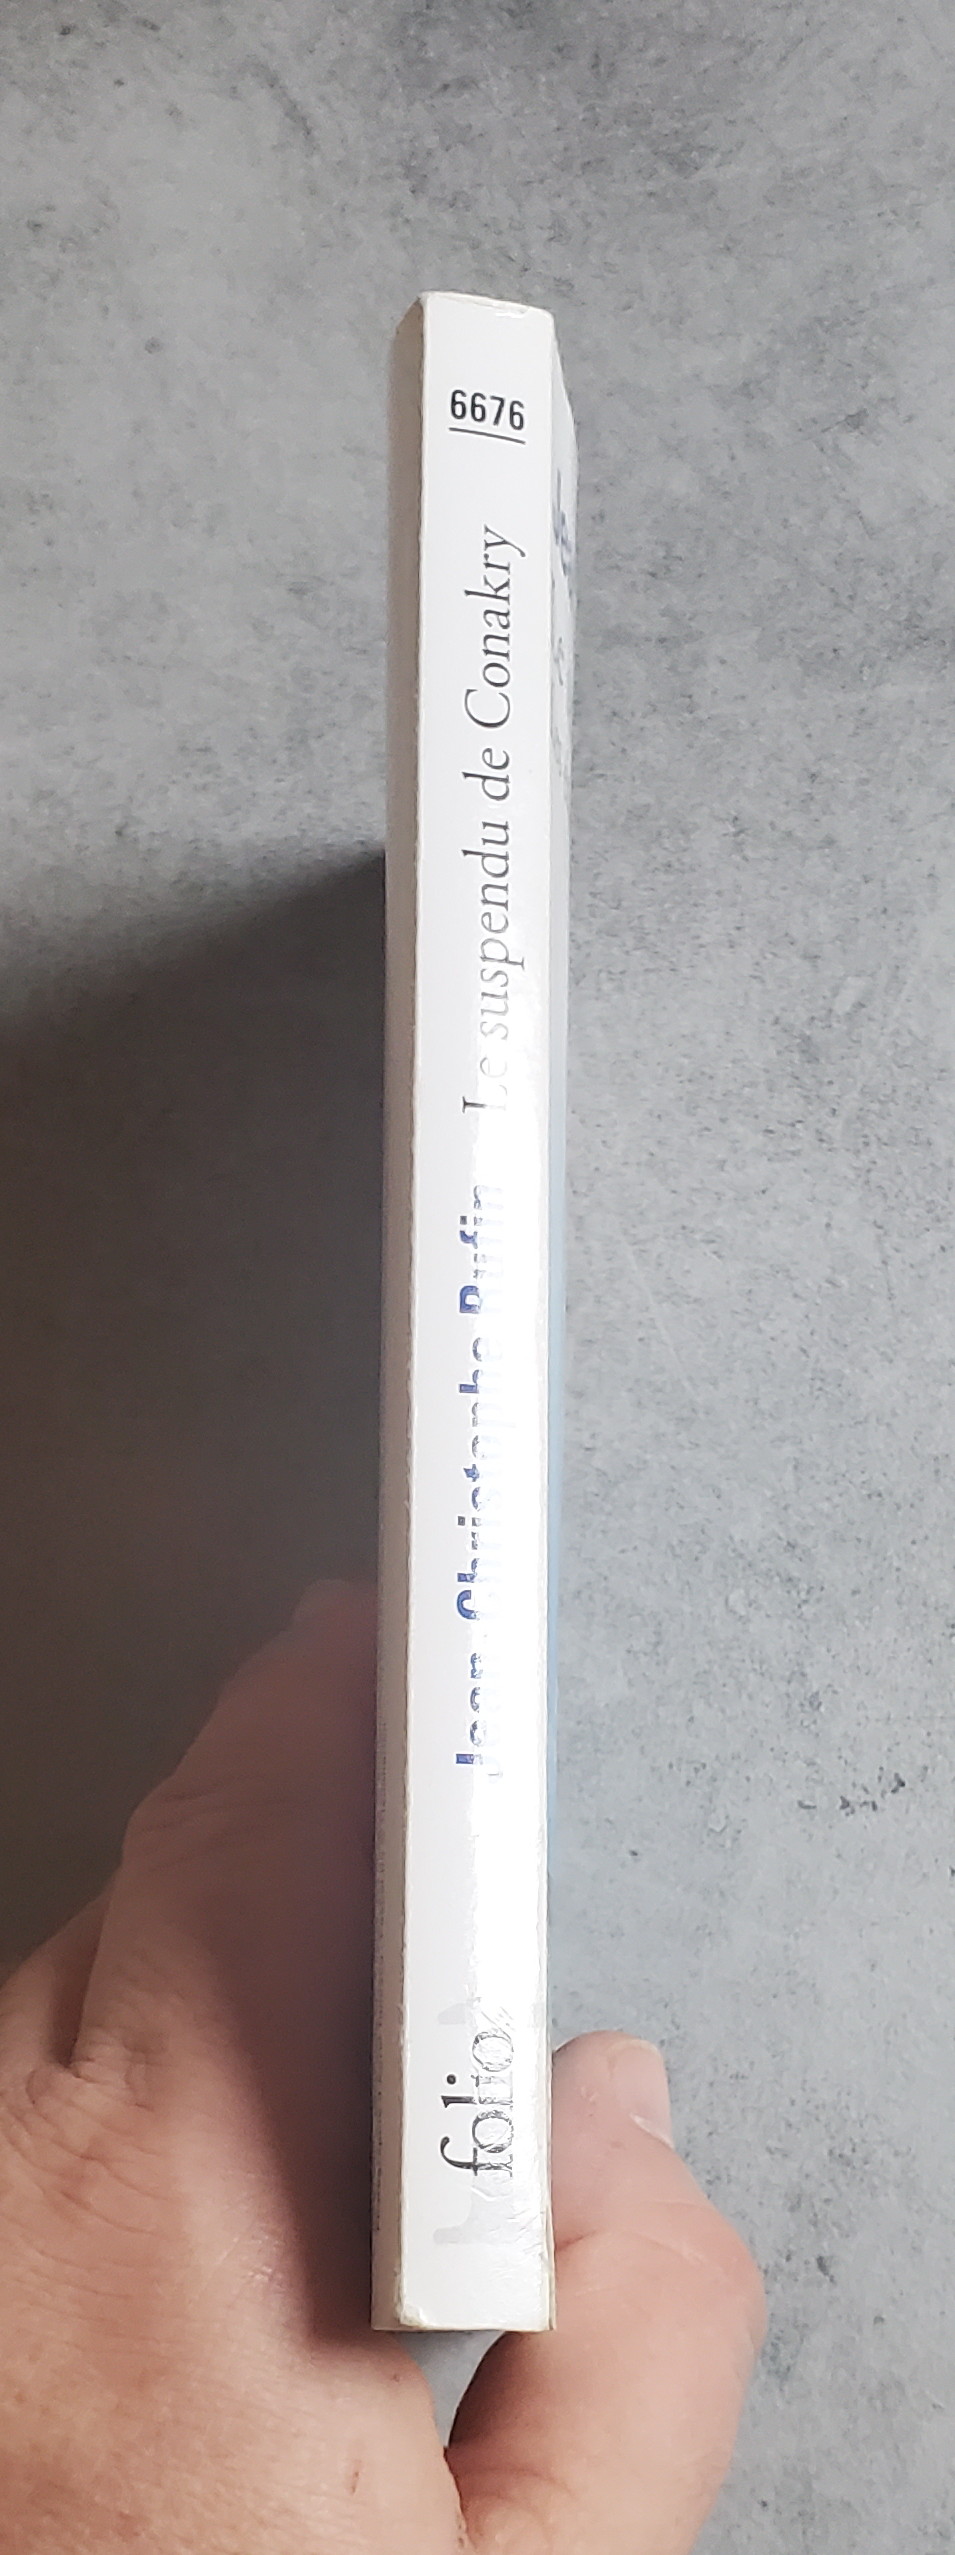 6676
Le suspendu de Conakry
Jean-Christophe Rufin
folio